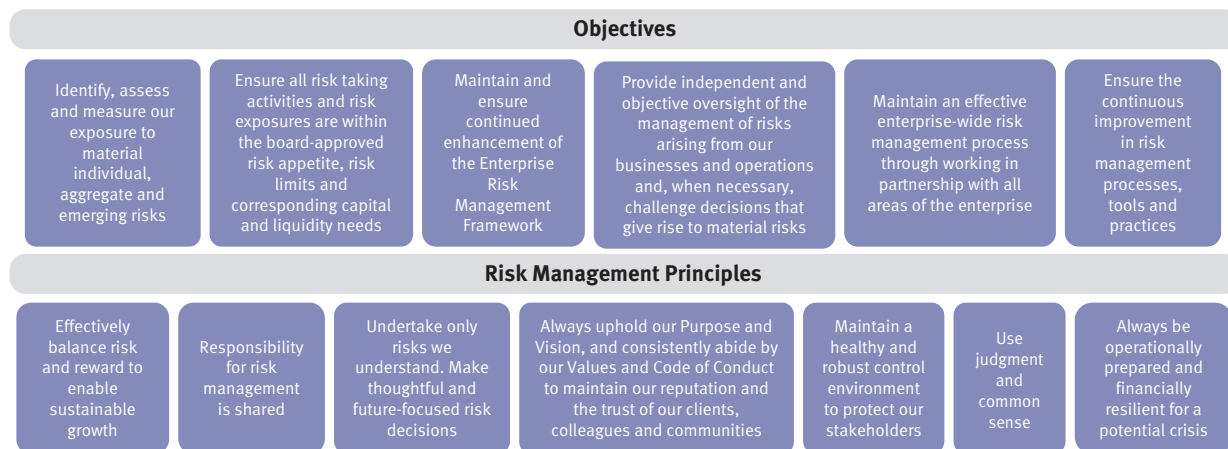 Objectives
Identify, assess
and measure our
exposure to
material
individual,
aggregate and
emerging risks
Ensure all risk taking
activities and risk
exposures are within
the board-approved
risk appetite, risk
limits and
corresponding capital
and liquidity needs
Maintain and
ensure
continued
enhancement of
the Enterprise
Risk
Management
Framework
Provide independent and
objective oversight of the
management of risks
arising from our
businesses and operations
and, when necessary,
challenge decisions that
give rise to material risks
Maintain an effective
enterprise-wide risk
management process
through working in
partnership with all
areas of the enterprise
Ensure the
continuous
improvement
in risk
management
processes,
tools and
practices
Risk Management Principles
Effectively
balance risk
and reward to
enable
sustainable
growth
Responsibility
for risk
management
is shared
Undertake only
risks we
understand. Make
thoughtful and
future-focused risk
decisions
Always uphold our Purpose and
Vision, and consistently abide by
our Values and Code of Conduct
to maintain our reputation and
the trust of our clients,
colleagues and communities
Maintain a
healthy and
robust control
environment
to protect our
stakeholders
Use
judgment
and
common
sense
Always be
operationally
prepared and
financially
resilient for a
potential crisis